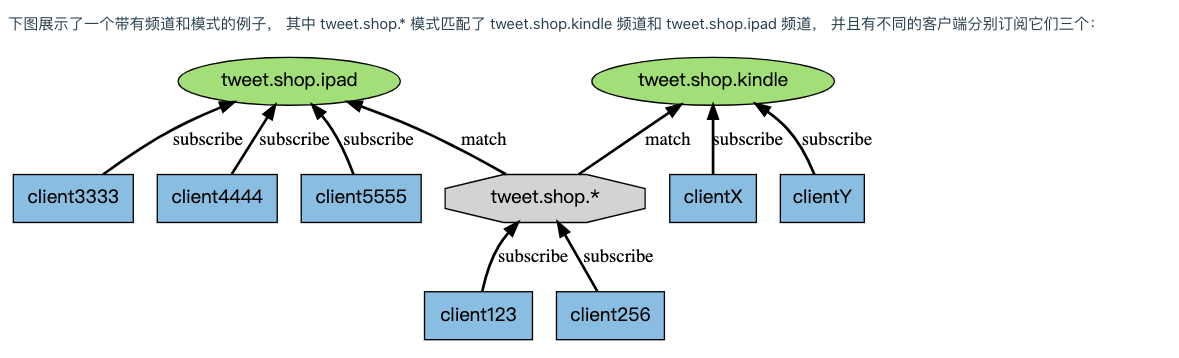 下图展示了一个带有频道和模式的例子， 其中 tweet.shop.* 模式匹配了 tweet.shop.kindle 频道和 tweet.shop.ipad 频道， 并且有不同的客户端分别订阅它们三个：
tweet.shop.ipad
tweet.shop.kindle
subscribe
subscribe
subscribe
match
match
subscribe
subscribe
client3333
client4444
client5555
tweet.shop.*
clientX
clientY
subscribe
subscribe
client123
client256